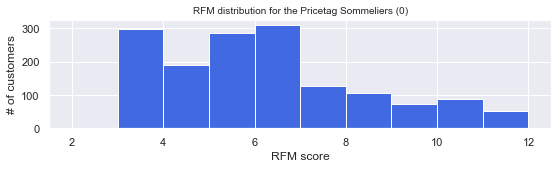 RFM distribution for the Pricetag Sommeliers (0)
300
200
100
0
# of customers
2 4 6 8 10 12
RFM score